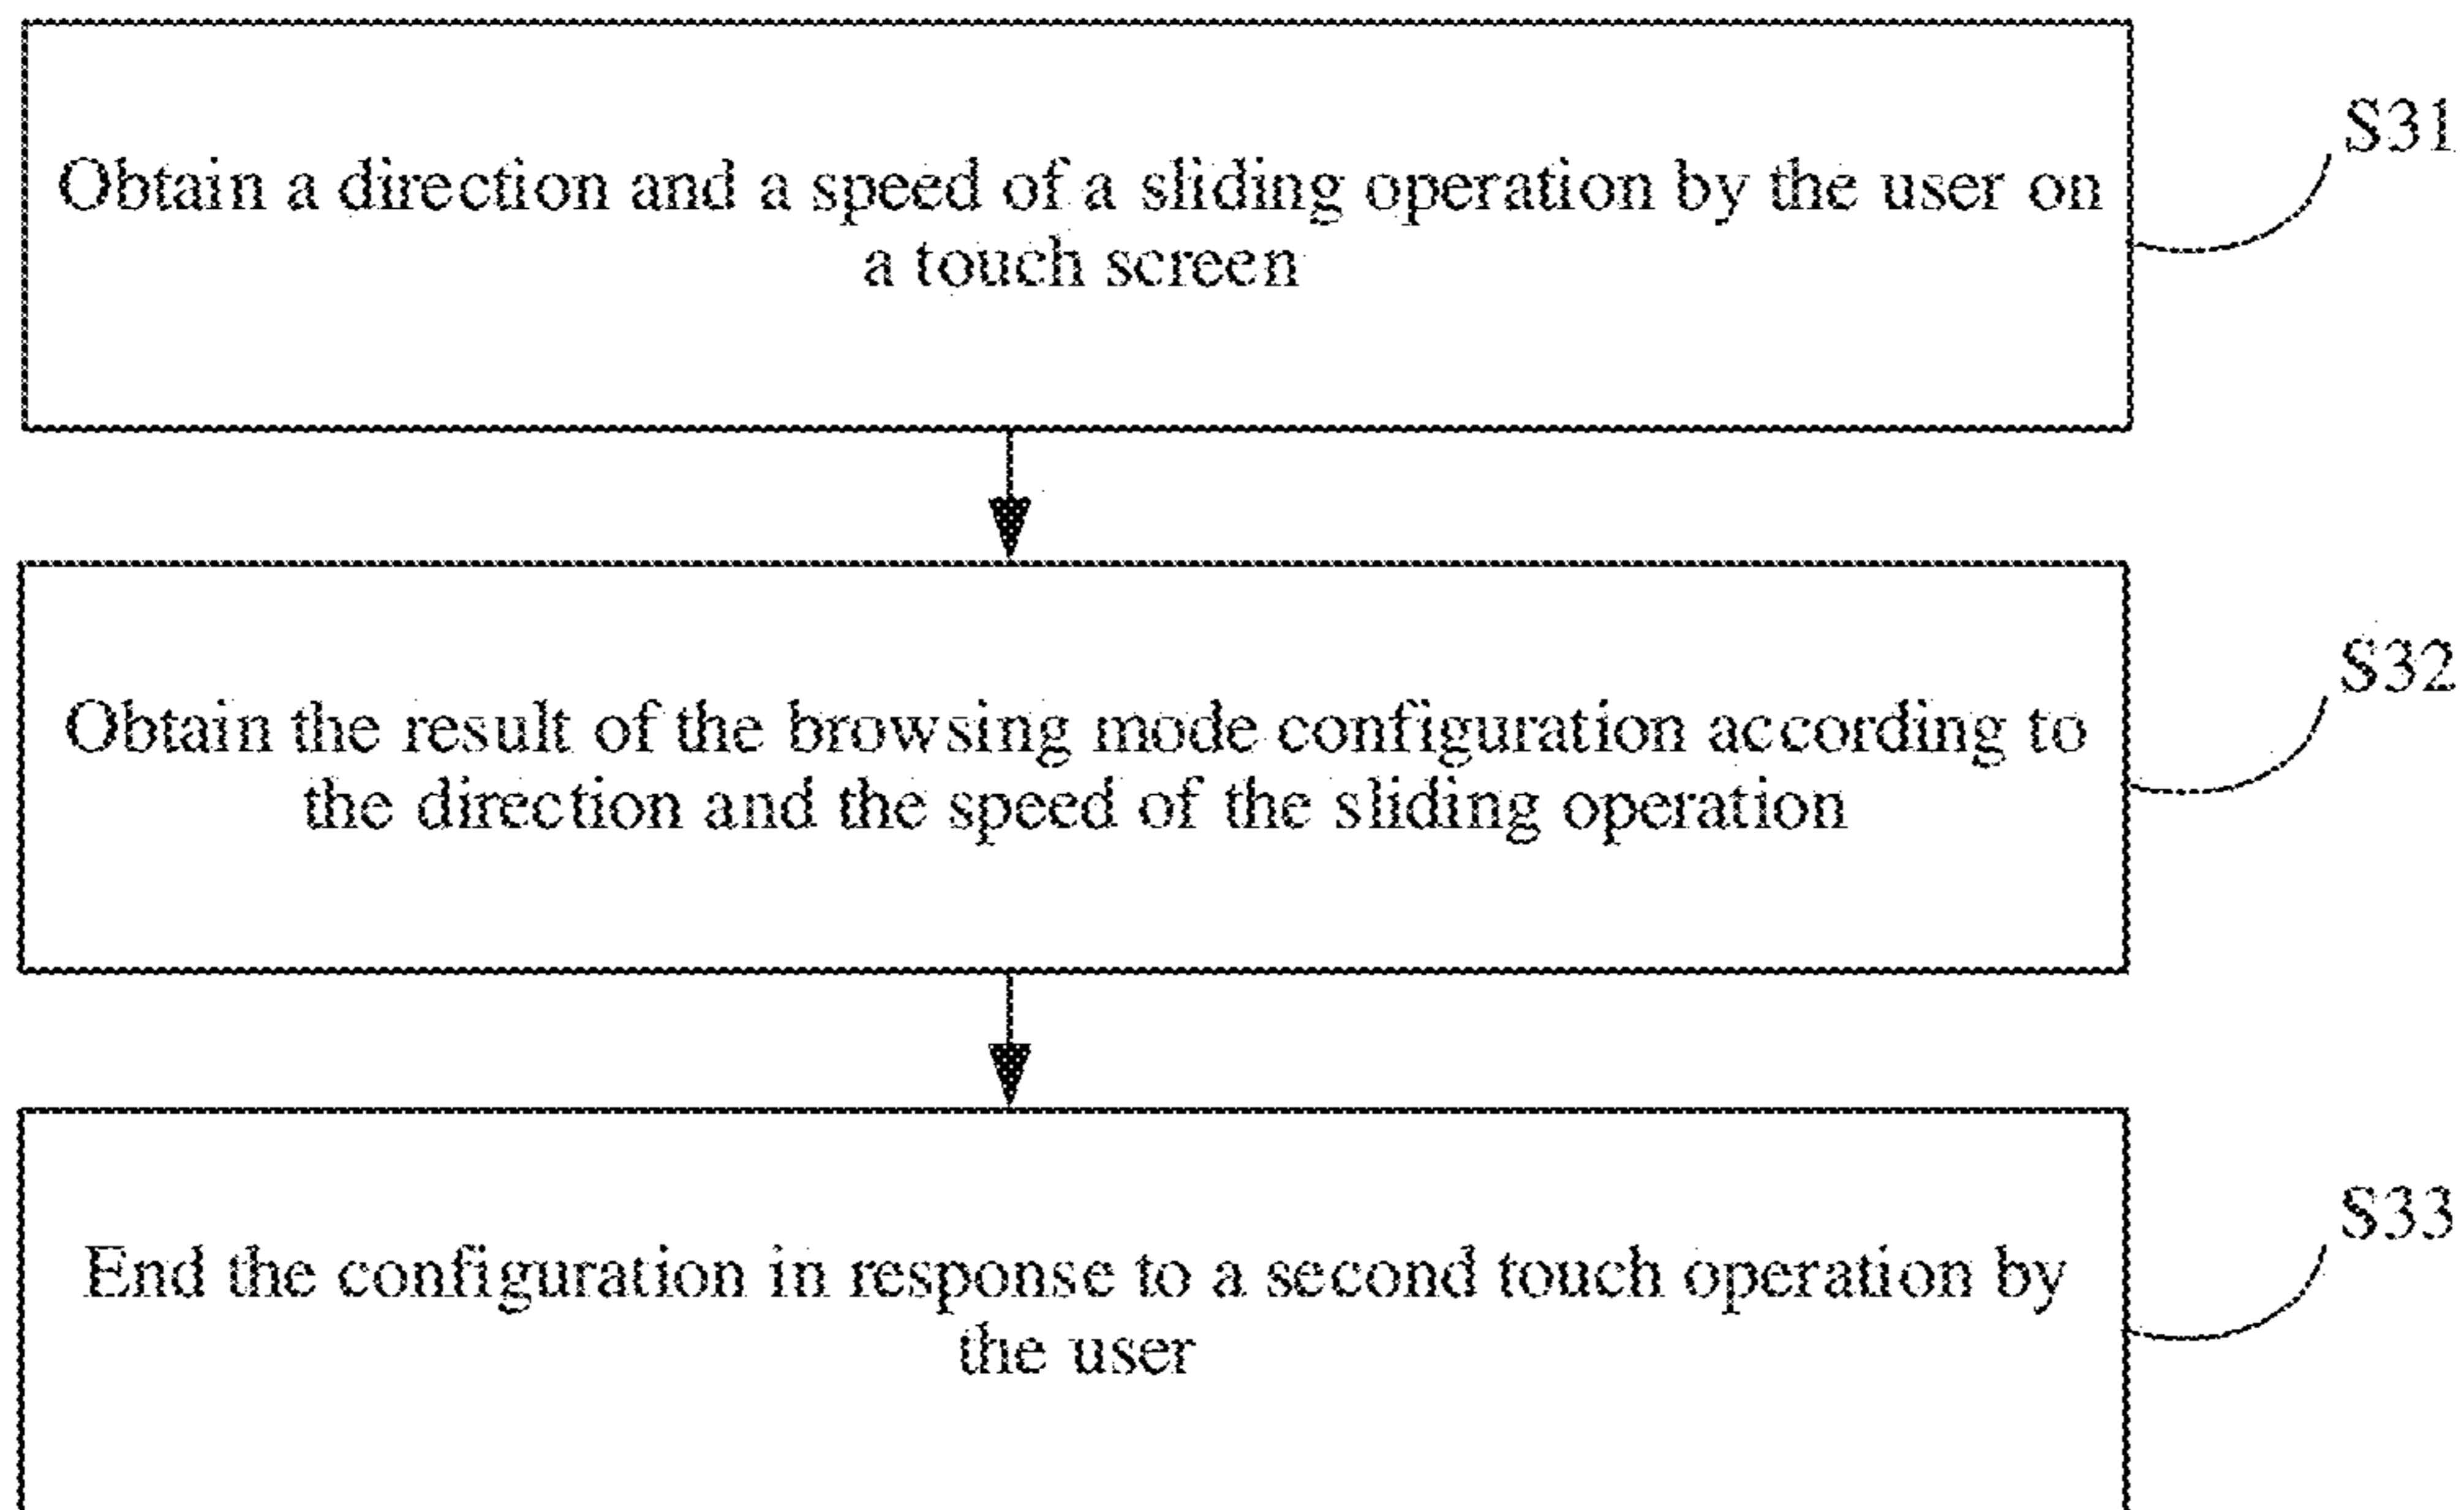 S31
Obtain a direction and a speed of a sliding operation by the user on
a touch screen
S32
Obtain the result of the browsing mode configuration according to
the direction and the speed of the sliding operation
S33
End the configuration in response to a second touch operation by
the user